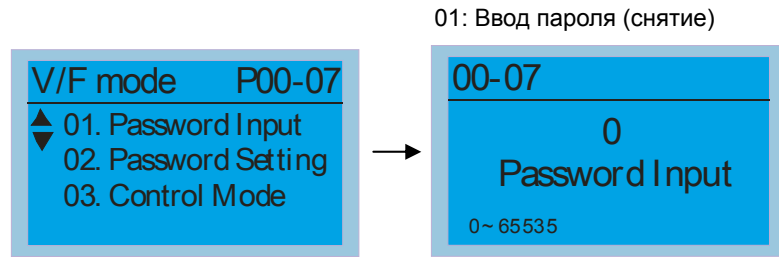 01: Ввод пароля (снятие)
V/F mode P00-07
01. Password Input
02. Password Setting
03. Control Mode
00-07
0
Password Input
0~65535